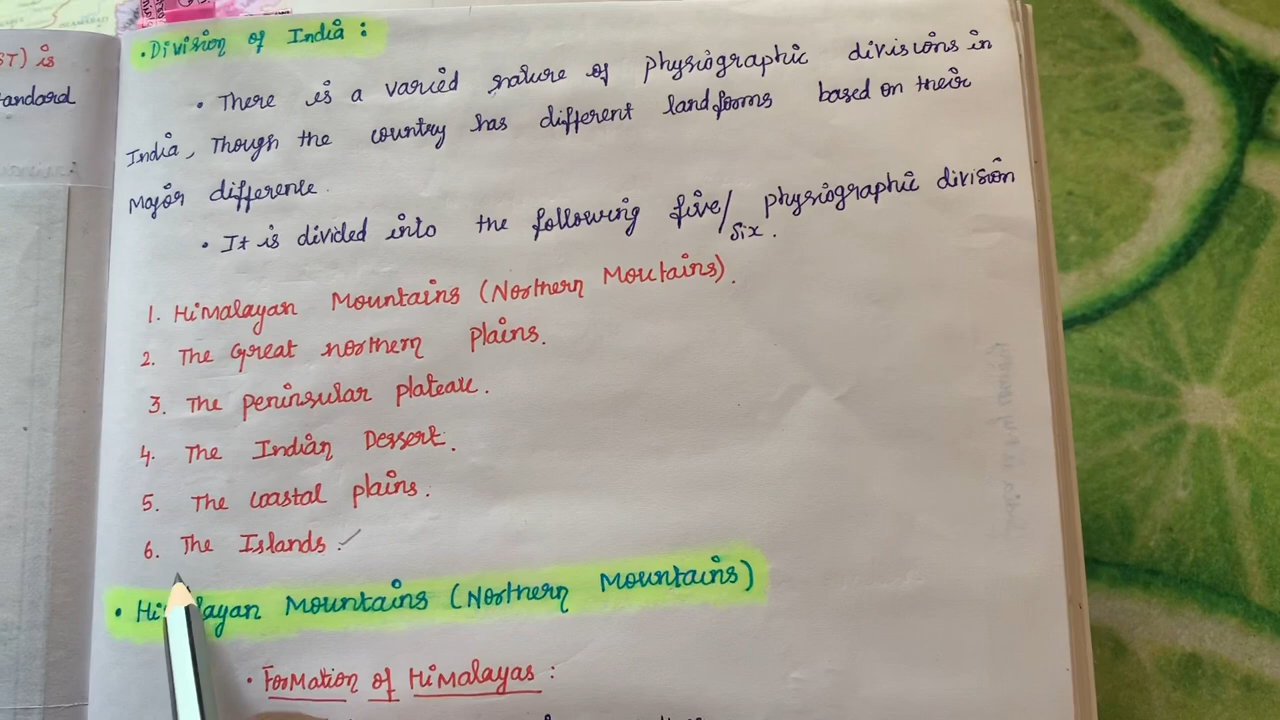 ST) is
tandard
• Division of India :
• There is a varied nature of physiographic divisions in
India, Though the country has different landforms based on their
Major difference.
• It is divided into the following five/six. physiographic division
1. Himalayan Mountains (Northern Moutains).
2. The Great northern Plains.
3. The peninsular plateau.
4. The Indian Dessert.
5. The coastal plains.
6. The Islands.
• Himalayan Mountains (Northern Mountains)
• Formation of Himalayas :